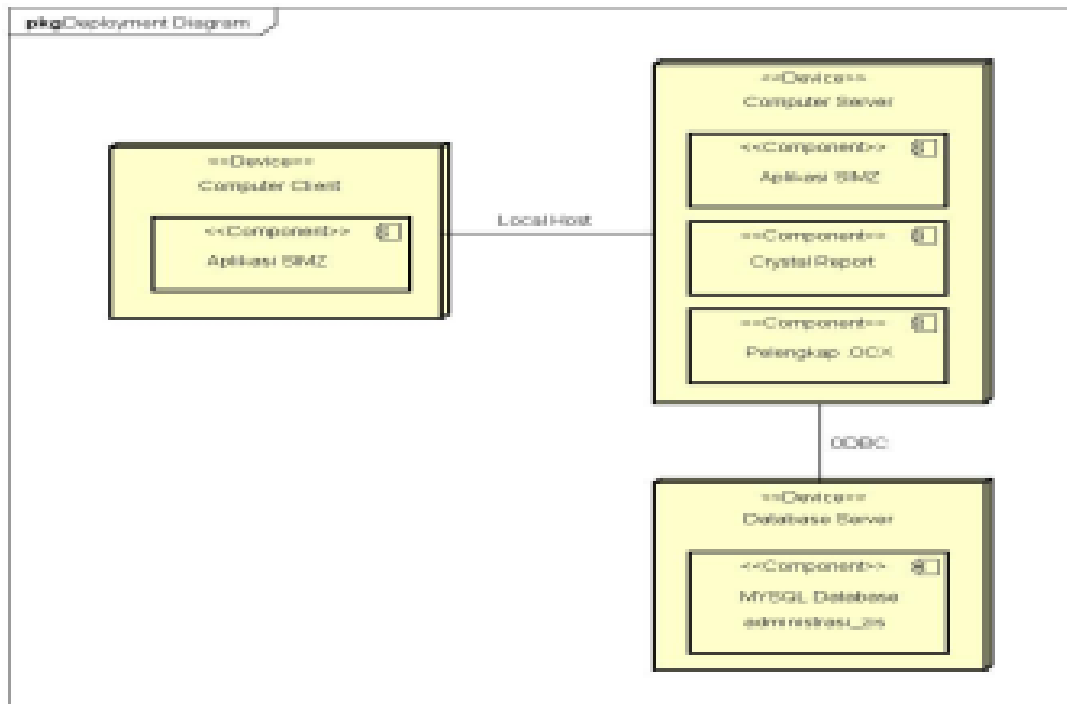 pkg Deployment Diagram
<<Device>>
Computer Client
<<Component>>
Aplikasi SIMZ
Local Host
<<Device>>
Computer Server
<<Component>>
Aplikasi SIMZ
<<Component>>
Crystal Report
<<Component>>
Pelengkap .OCX
ODBC
<<Device>>
Database Server
<<Component>>
MYSQL Database
administrasi_zis